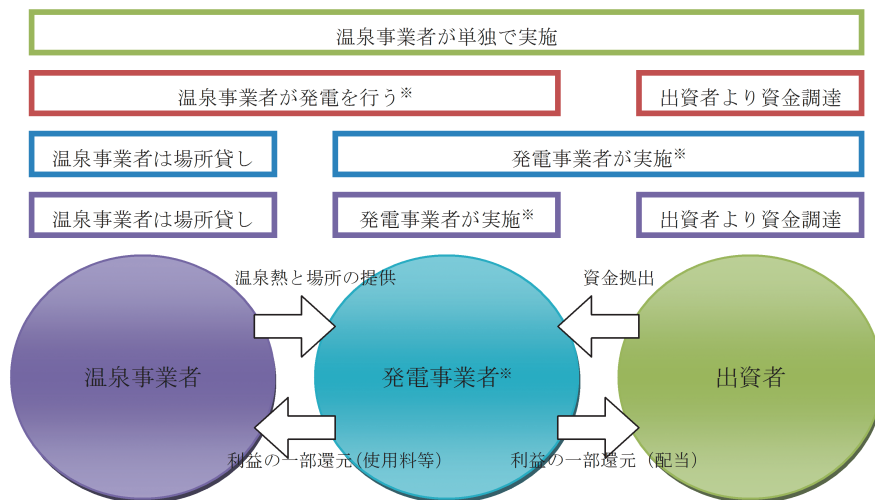 温泉事業者が単独で実施
温泉事業者が発電を行う※ 出資者より資金調達
温泉事業者は場所貸し 発電事業者が実施※
温泉事業者は場所貸し 発電事業者が実施※ 出資者より資金調達
温泉熱と場所の提供 資金拠出
温泉事業者 発電事業者※ 出資者
利益の一部還元(使用料等) 利益の一部還元(配当)